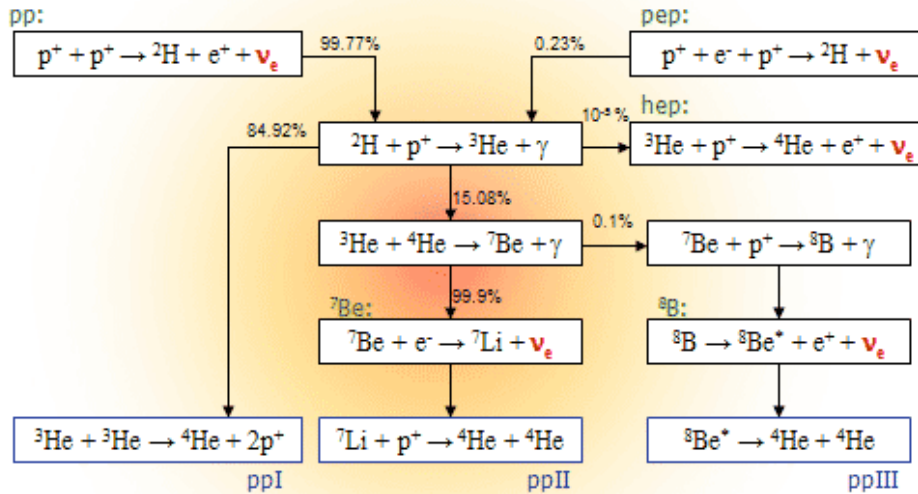 pp:
p⁺ + p⁺ → ²H + e⁺ + νₑ
99.77%
pep:
0.23%
p⁺ + e⁻ + p⁺ → ²H + νₑ
hep:
84.92%
²H + p⁺ → ³He + γ
10⁻⁵ %
³He + p⁺ → ⁴He + e⁺ + νₑ
15.08%
³He + ⁴He → ⁷Be + γ
0.1%
⁷Be + p⁺ → ⁸B + γ
99.9%
⁷Be:
⁷Be + e⁻ → ⁷Li + νₑ
⁸B:
⁸B → ⁸Be* + e⁺ + νₑ
³He + ³He → ⁴He + 2p⁺
ppI
⁷Li + p⁺ → ⁴He + ⁴He
ppII
⁸Be* → ⁴He + ⁴He
ppIII